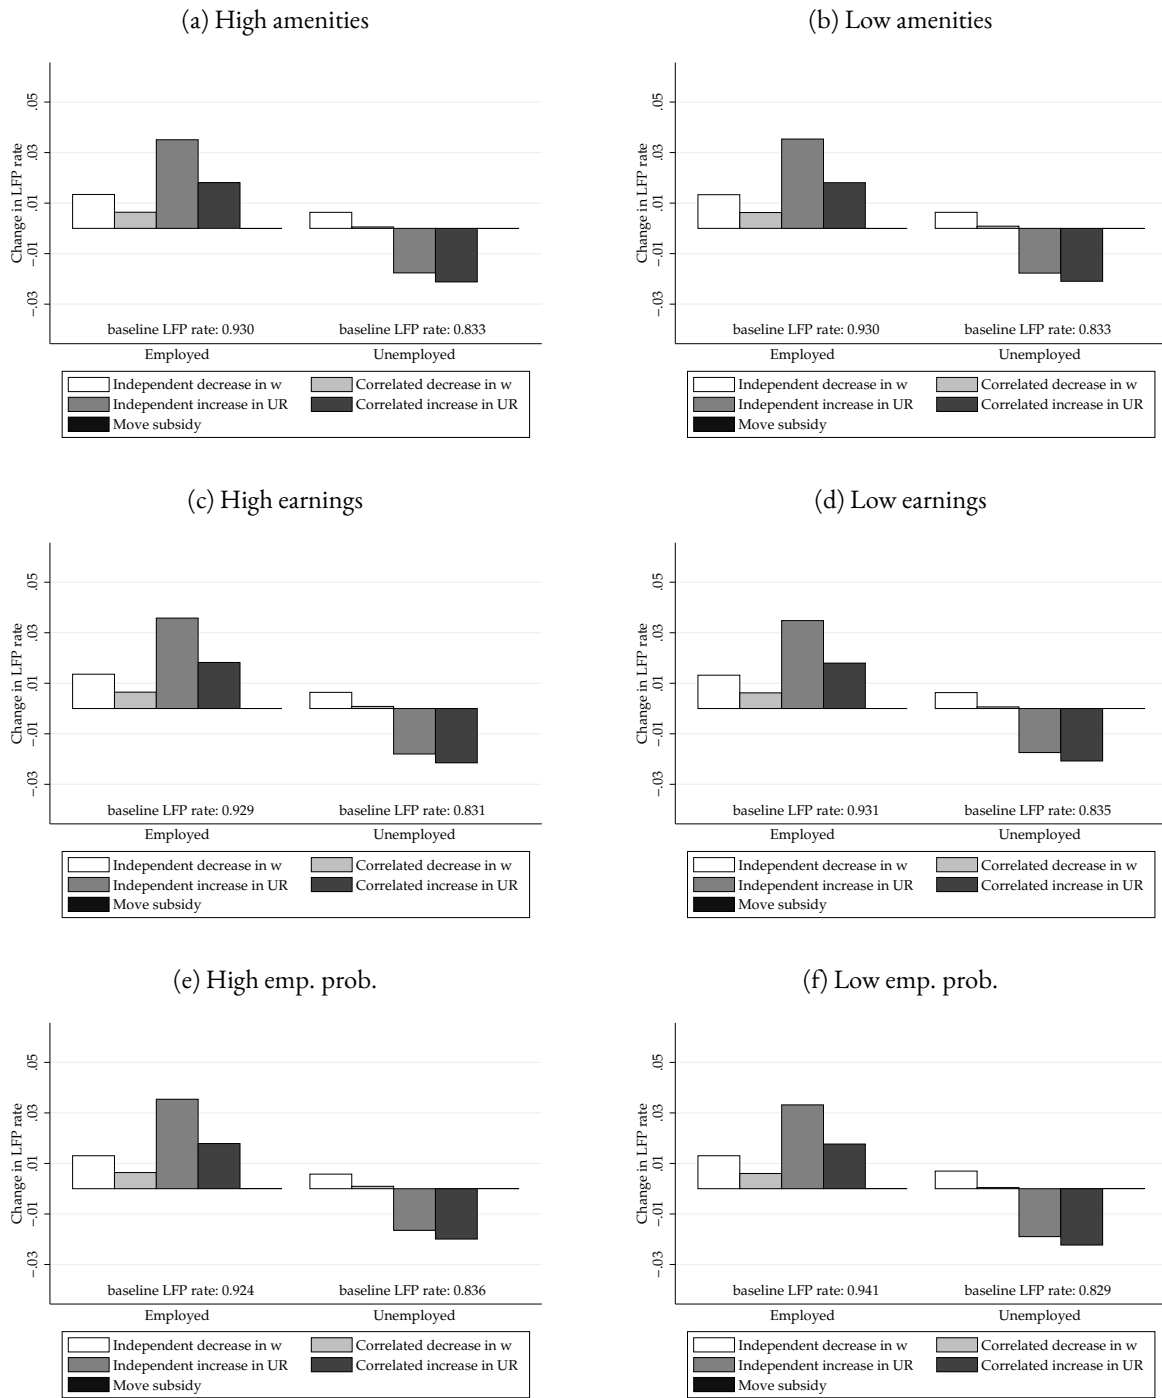 (a) High amenities
Change in LFP rate
.05
.03
.01
-.01
-.03
baseline LFP rate: 0.930
baseline LFP rate: 0.833
Employed
Unemployed
Independent decrease in w
Correlated decrease in w
Independent increase in UR
Correlated increase in UR
Move subsidy
(b) Low amenities
Change in LFP rate
.05
.03
.01
-.01
-.03
baseline LFP rate: 0.930
baseline LFP rate: 0.833
Employed
Unemployed
Independent decrease in w
Correlated decrease in w
Independent increase in UR
Correlated increase in UR
Move subsidy
(c) High earnings
Change in LFP rate
.05
.03
.01
-.01
-.03
baseline LFP rate: 0.929
baseline LFP rate: 0.831
Employed
Unemployed
Independent decrease in w
Correlated decrease in w
Independent increase in UR
Correlated increase in UR
Move subsidy
(d) Low earnings
Change in LFP rate
.05
.03
.01
-.01
-.03
baseline LFP rate: 0.931
baseline LFP rate: 0.835
Employed
Unemployed
Independent decrease in w
Correlated decrease in w
Independent increase in UR
Correlated increase in UR
Move subsidy
(e) High emp. prob.
Change in LFP rate
.05
.03
.01
-.01
-.03
baseline LFP rate: 0.924
baseline LFP rate: 0.836
Employed
Unemployed
Independent decrease in w
Correlated decrease in w
Independent increase in UR
Correlated increase in UR
Move subsidy
(f) Low emp. prob.
Change in LFP rate
.05
.03
.01
-.01
-.03
baseline LFP rate: 0.941
baseline LFP rate: 0.829
Employed
Unemployed
Independent decrease in w
Correlated decrease in w
Independent increase in UR
Correlated increase in UR
Move subsidy